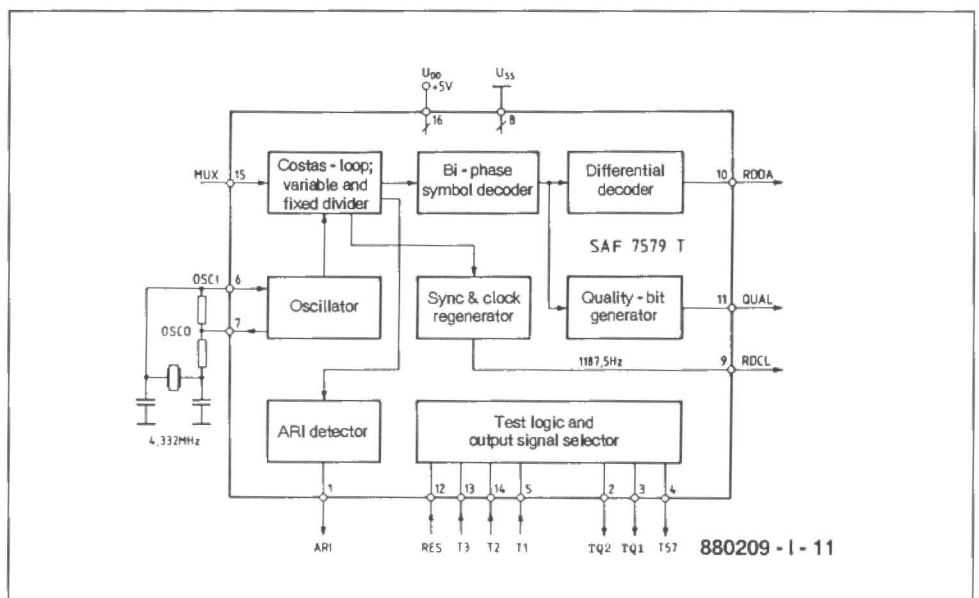 U_DD U_SS
+5V
16 8
MUX 15
Costas - loop;
variable and
fixed divider
Bi - phase
symbol decoder
Differential
decoder
10 RDDA
SAF 7579 T
OSCI 6
Oscillator
Sync & clock
regenerator
Quality - bit
generator
11 QUAL
OSCO 7
1187,5Hz 9 RDCL
4,332MHz
ARI detector
Test logic and
output signal selector
1 12 13 14 5 2 3 4
ARI RES T3 T2 T1 TQ2 TQ1 T57
880209 - I - 11